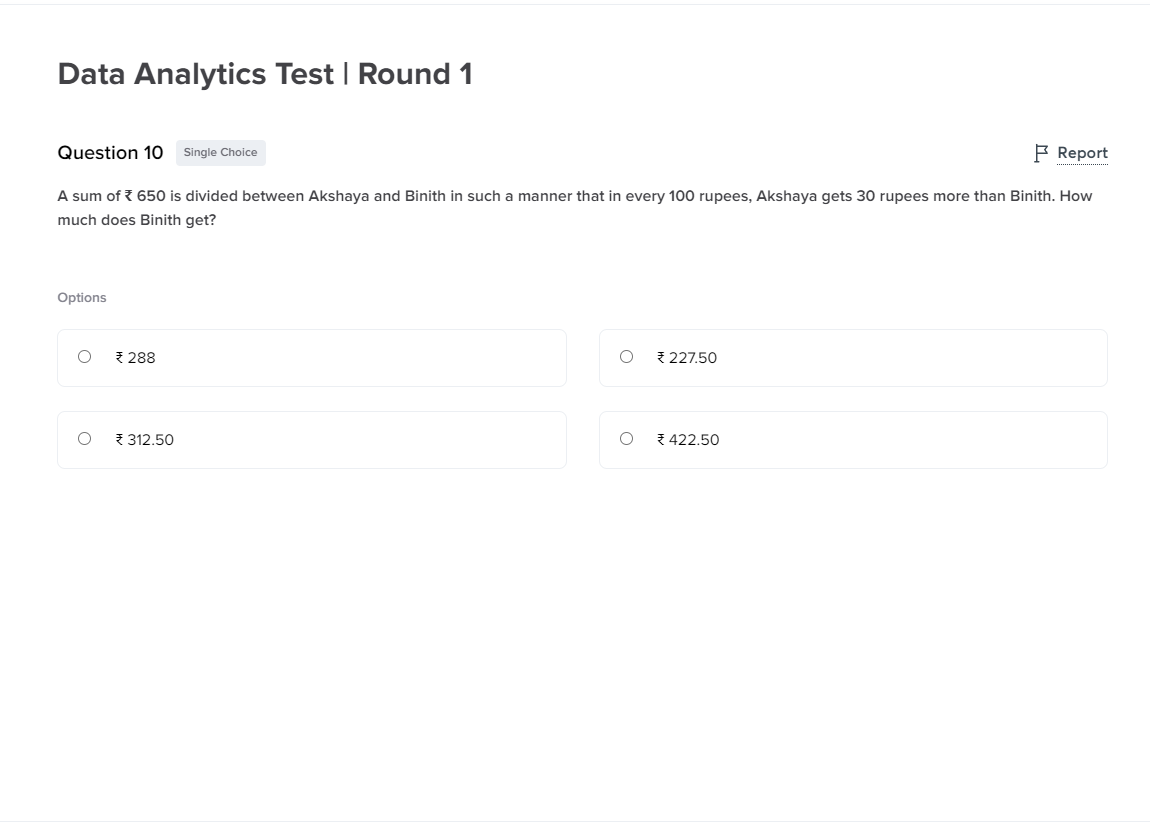 Data Analytics Test | Round 1
Question 10 Single Choice Report
A sum of ₹ 650 is divided between Akshaya and Binith in such a manner that in every 100 rupees, Akshaya gets 30 rupees more than Binith. How
much does Binith get?
Options
₹ 288
₹ 227.50
₹ 312.50
₹ 422.50